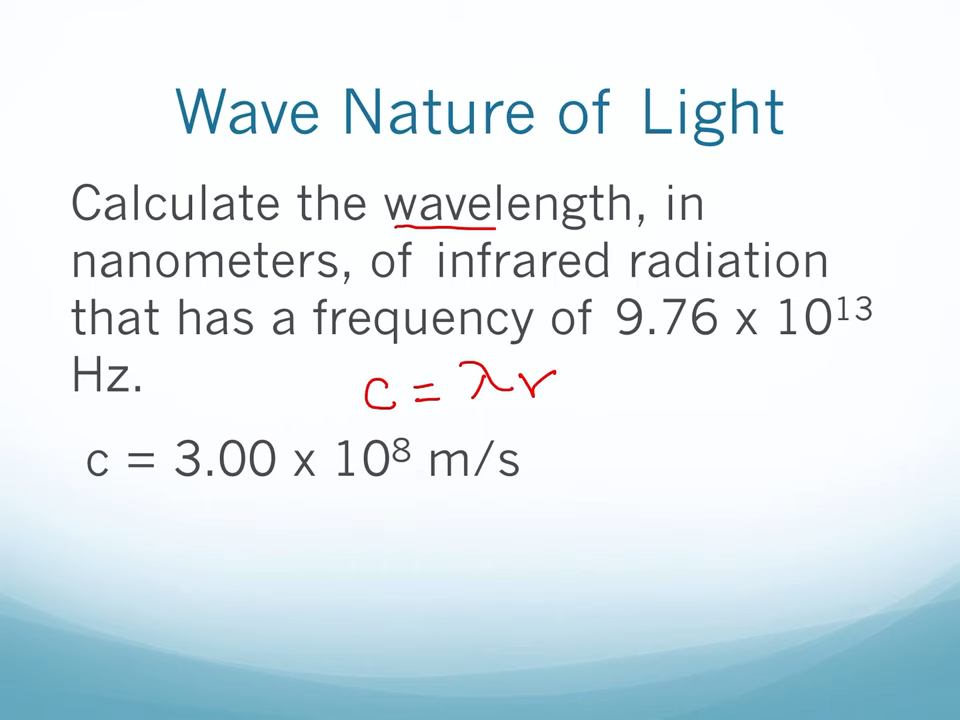 Wave Nature of Light
Calculate the wavelength, in
nanometers, of infrared radiation
that has a frequency of 9.76 x 10¹³
Hz.
c = λν
c = 3.00 x 10⁸ m/s